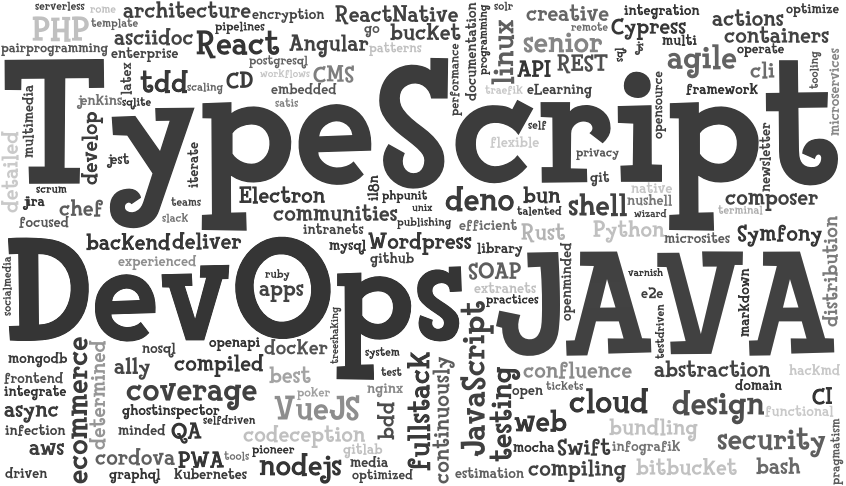 serverless
rome
architecture
encryption
ReactNative
documentation
programming
solr
creative
integration
actions
optimize
PHP
template
pipelines
go
bucket
remote
Cypress
containers
pairprogramming
asciidoc
React
Angular
patterns
linux
senior
sql
multi
operate
enterprise
postgresql
performance
API
REST
agile
cli
tooling
microservices
latex
tdd
scaling
CD
workflows
CMS
jenkins
sqlite
embedded
satis
traefik
eLearning
framework
opensource
TypeScript
multimedia
develop
detailed
jest
iterate
self
flexible
privacy
git
newsletter
scrum
jra
focused
chef
teams
slack
Electron
i18n
phpunit
unix
publishing
deno
bun
talented
shell
native
nushell
wizard
composer
terminal
communities
intranets
efficient
Rust
Python
microsites
Symfony
distribution
backend
deliver
experienced
mysql
Wordpress
github
library
socialmedia
DevOps
JAVA
ruby
apps
SOAP
extranets
practices
openminded
varnish
e2e
testdriven
markdown
treeshaking
mongodb
nosql
openapi
docker
system
test
frontend
integrate
ecommerce
determined
ally
compiled
best
nginx
fullstack
continuously
JavaScript
testing
confluence
abstraction
hackmd
async
coverage
ghostinspector
poker
VueJS
bdd
open
tickets
cloud
domain
design
CI
functional
infection
minded
QA
selfdriven
codeception
web
bundling
security
pragmatism
aws
cordova
PWA
tools
pioneer
gitlab
mocha
Swift
infografik
driven
graphql
Kubernetes
nodejs
media
optimized
estimation
compiling
bitbucket
bash